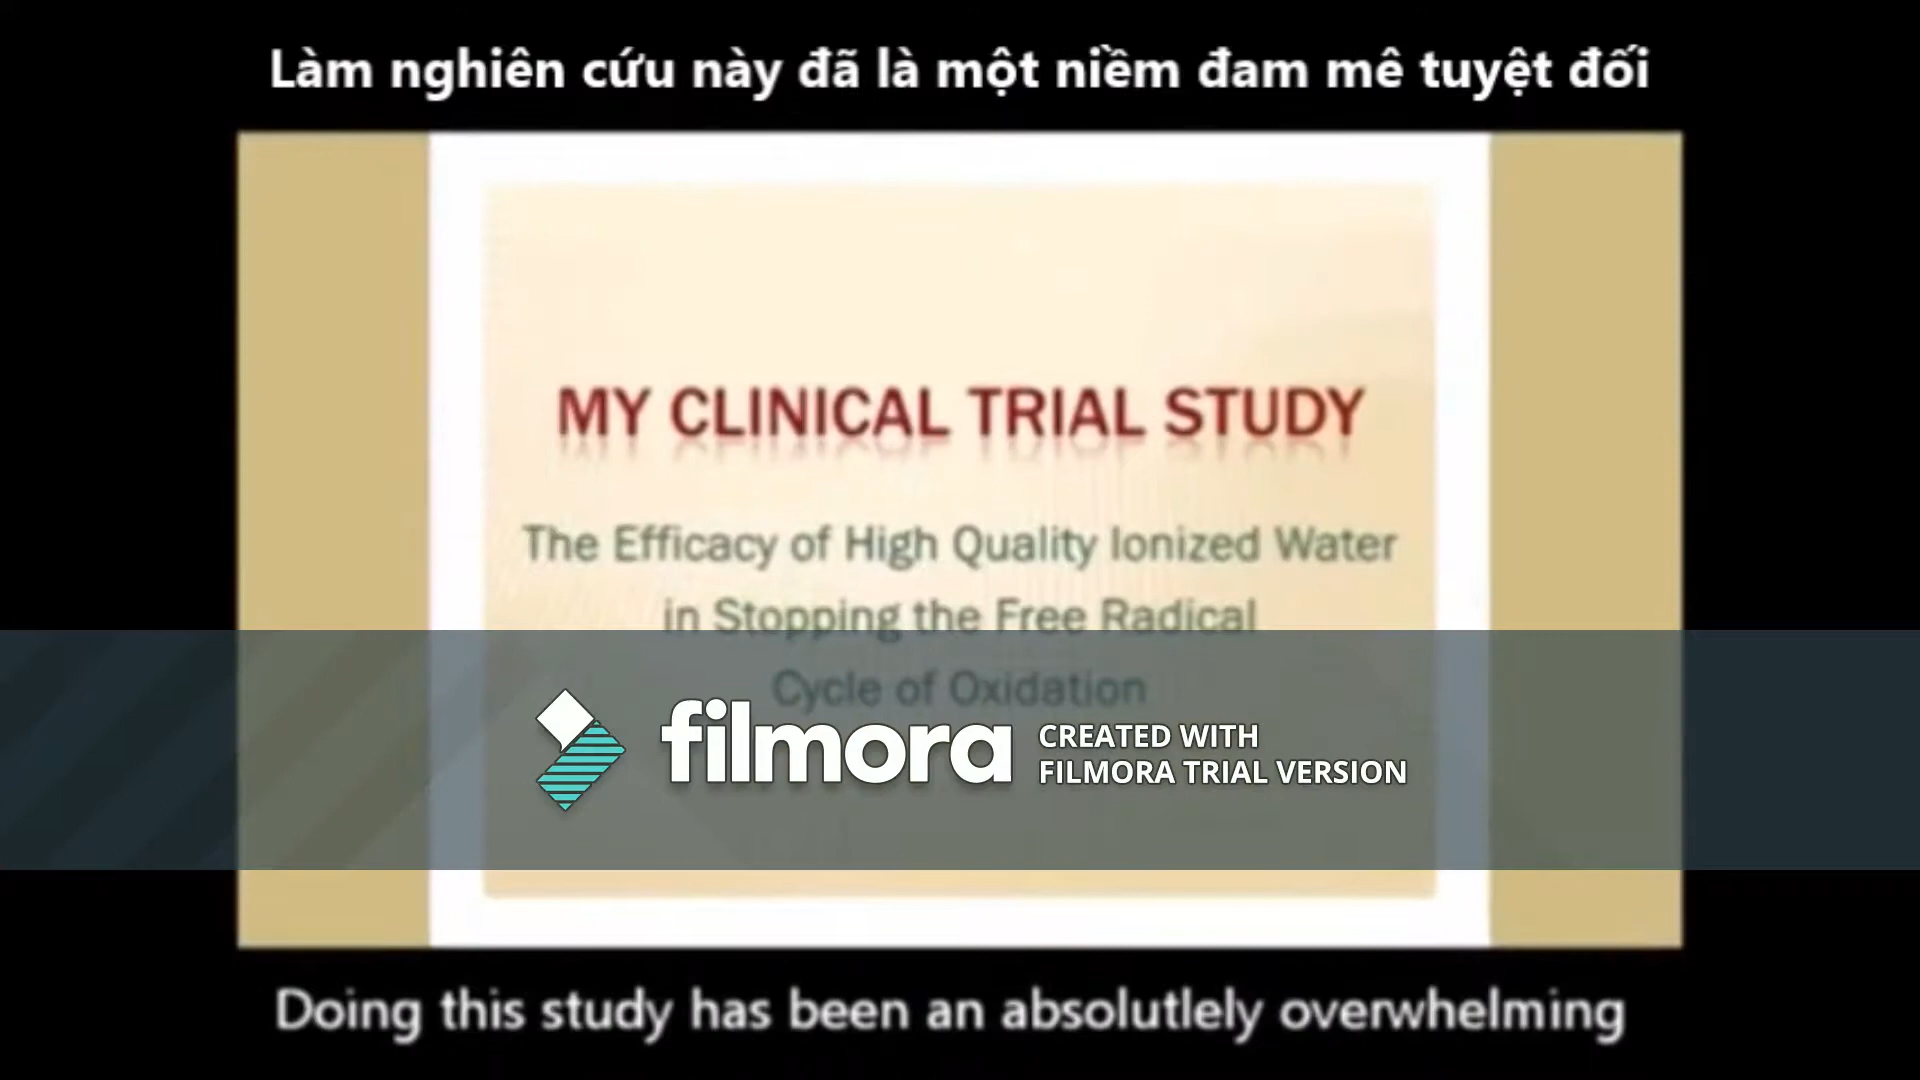 Làm nghiên cứu này đã là một niềm đam mê tuyệt đối
MY CLINICAL TRIAL STUDY
The Efficacy of High Quality Ionized Water
in Stopping the Free Radical
Cycle of Oxidation
filmora
CREATED WITH
FILMORA TRIAL VERSION
Doing this study has been an absolutlely overwhelming